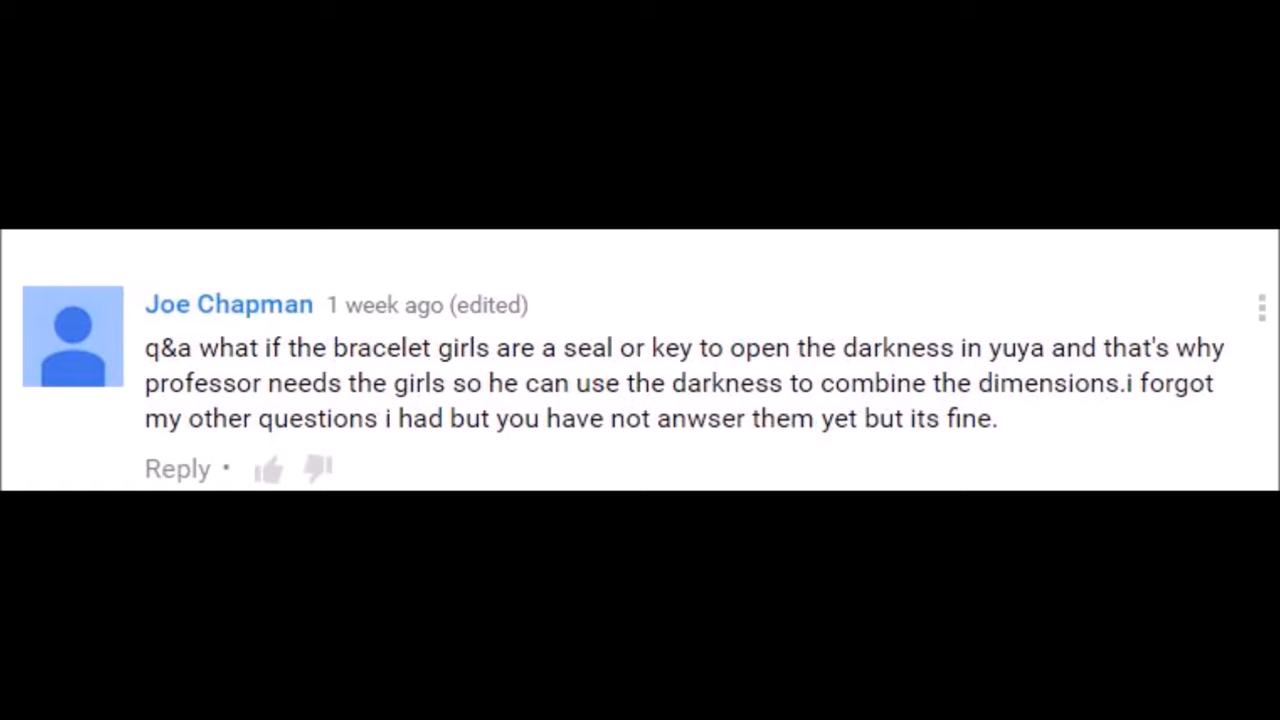 Joe Chapman 1 week ago (edited)
q&a what if the bracelet girls are a seal or key to open the darkness in yuya and that's why
professor needs the girls so he can use the darkness to combine the dimensions.i forgot
my other questions i had but you have not anwser them yet but its fine.
Reply •